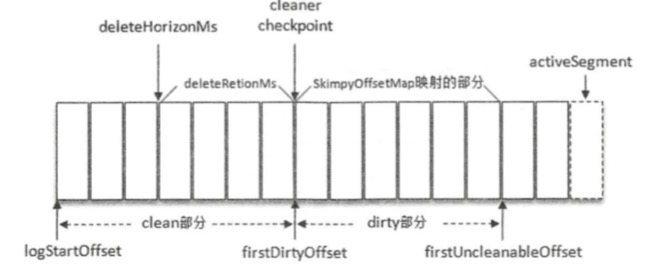 cleaner
checkpoint
deleteHorizonMs
activeSegment
deleteRetionMs
SkimpyOffsetMap映射的部分
clean部分
dirty部分
logStartOffset
firstDirtyOffset
firstUncleanableOffset